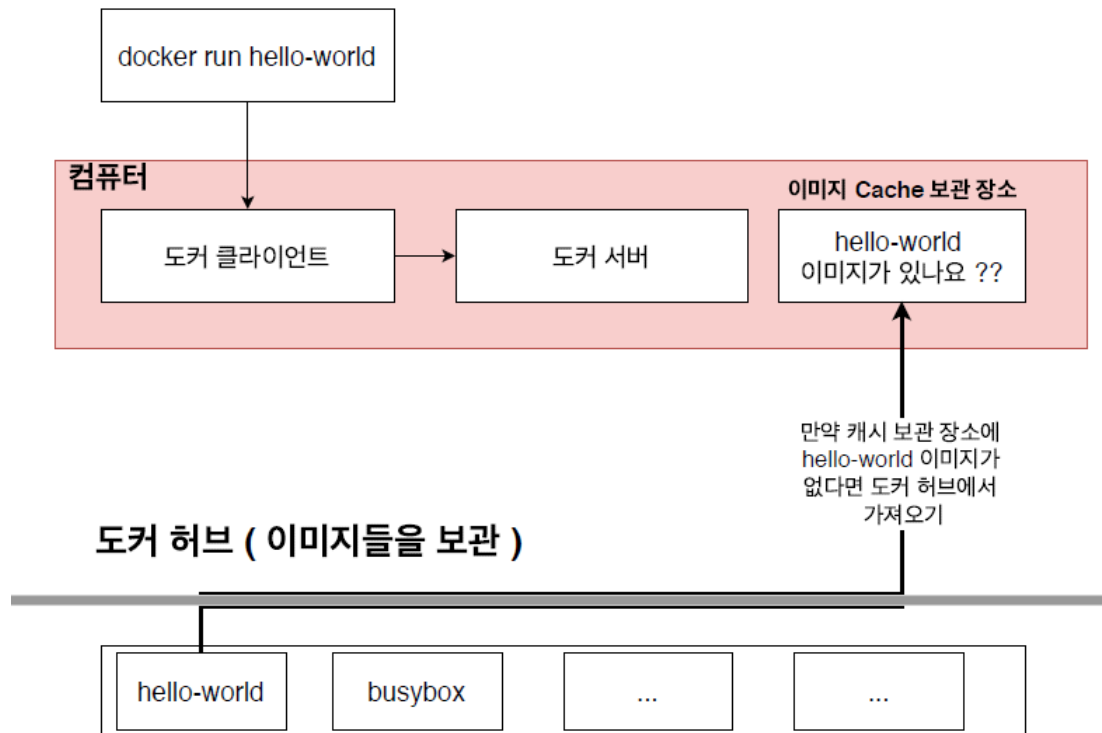 docker run hello-world
컴퓨터
이미지 Cache 보관 장소
도커 클라이언트
도커 서버
hello-world
이미지가 있나요 ??
만약 캐시 보관 장소에
hello-world 이미지가
없다면 도커 허브에서
가져오기
도커 허브 ( 이미지들을 보관 )
hello-world
busybox
...
...